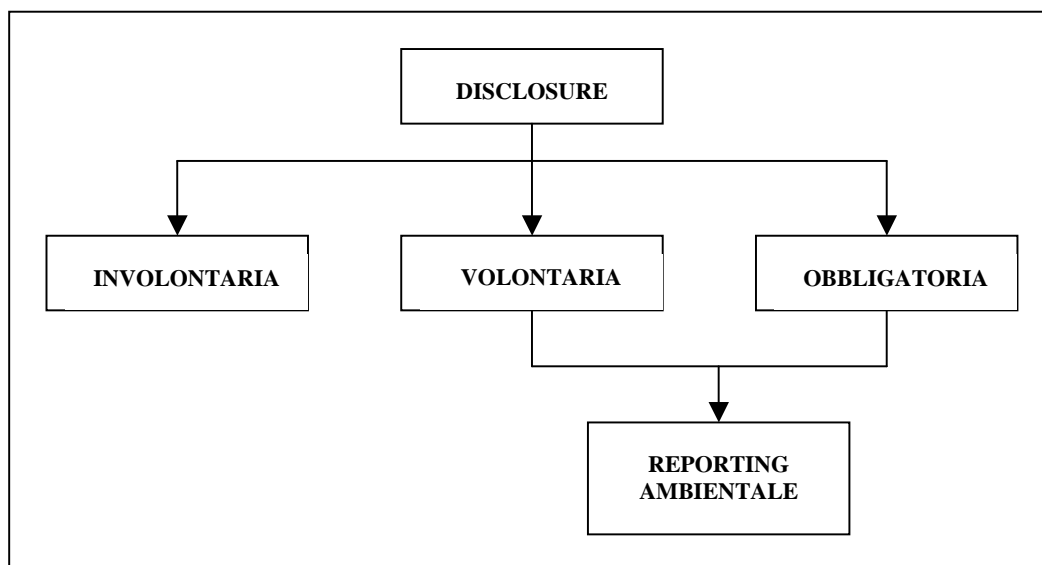 DISCLOSURE
INVOLONTARIA
VOLONTARIA
OBBLIGATORIA
REPORTING
AMBIENTALE